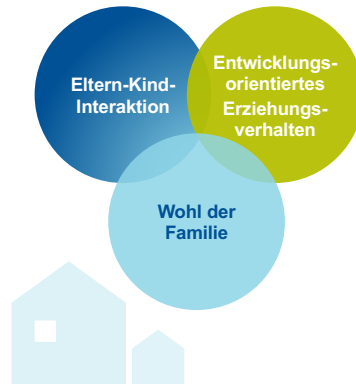 Eltern-Kind-
Interaktion
Entwicklungs-
orientiertes
Erziehungs-
verhalten
Wohl der
Familie